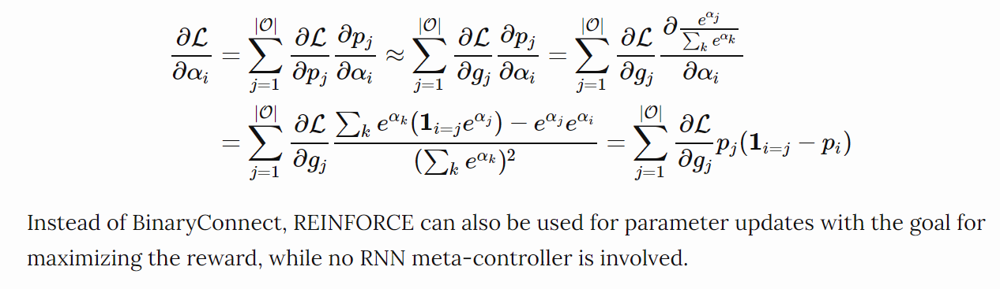 \frac{\partial \mathcal{L}}{\partial \alpha_i} = \sum_{j=1}^{|\mathcal{O}|} \frac{\partial \mathcal{L}}{\partial p_j} \frac{\partial p_j}{\partial \alpha_i} \approx \sum_{j=1}^{|\mathcal{O}|} \frac{\partial \mathcal{L}}{\partial g_j} \frac{\partial p_j}{\partial \alpha_i} = \sum_{j=1}^{|\mathcal{O}|} \frac{\partial \mathcal{L}}{\partial g_j} \frac{\partial \frac{e^{\alpha_j}}{\sum_k e^{\alpha_k}}}{\partial \alpha_i}
= \sum_{j=1}^{|\mathcal{O}|} \frac{\partial \mathcal{L}}{\partial g_j} \frac{\sum_k e^{\alpha_k} (\mathbf{1}_{i=j} e^{\alpha_j}) - e^{\alpha_j} e^{\alpha_i}}{(\sum_k e^{\alpha_k})^2} = \sum_{j=1}^{|\mathcal{O}|} \frac{\partial \mathcal{L}}{\partial g_j} p_j (\mathbf{1}_{i=j} - p_i)
Instead of BinaryConnect, REINFORCE can also be used for parameter updates with the goal for
maximizing the reward, while no RNN meta-controller is involved.